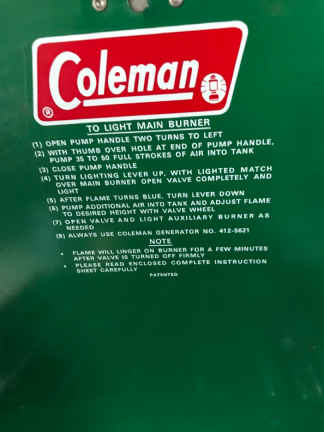 Coleman
®
TO LIGHT MAIN BURNER
(1) OPEN PUMP HANDLE TWO TURNS TO LEFT
(2) WITH THUMB OVER HOLE AT END OF PUMP HANDLE,
PUMP 35 TO 50 FULL STROKES OF AIR INTO TANK
(3) CLOSE PUMP HANDLE
(4) TURN LIGHTING LEVER UP, WITH LIGHTED MATCH
OVER MAIN BURNER OPEN VALVE COMPLETELY AND
LIGHT
(5) AFTER FLAME TURNS BLUE, TURN LEVER DOWN
(6) PUMP ADDITIONAL AIR INTO TANK AND ADJUST FLAME
TO DESIRED HEIGHT WITH VALVE WHEEL
(7) OPEN VALVE AND LIGHT AUXILIARY BURNER AS
NEEDED
(8) ALWAYS USE COLEMAN GENERATOR NO. 412-5621
NOTE
• FLAME WILL LINGER ON BURNER FOR A FEW MINUTES
AFTER VALVE IS TURNED OFF FIRMLY
• PLEASE READ ENCLOSED COMPLETE INSTRUCTION
SHEET CAREFULLY
PATENTED